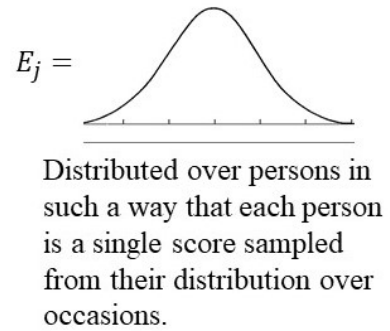 E_j =
Distributed over persons in
such a way that each person
is a single score sampled
from their distribution over
occasions.